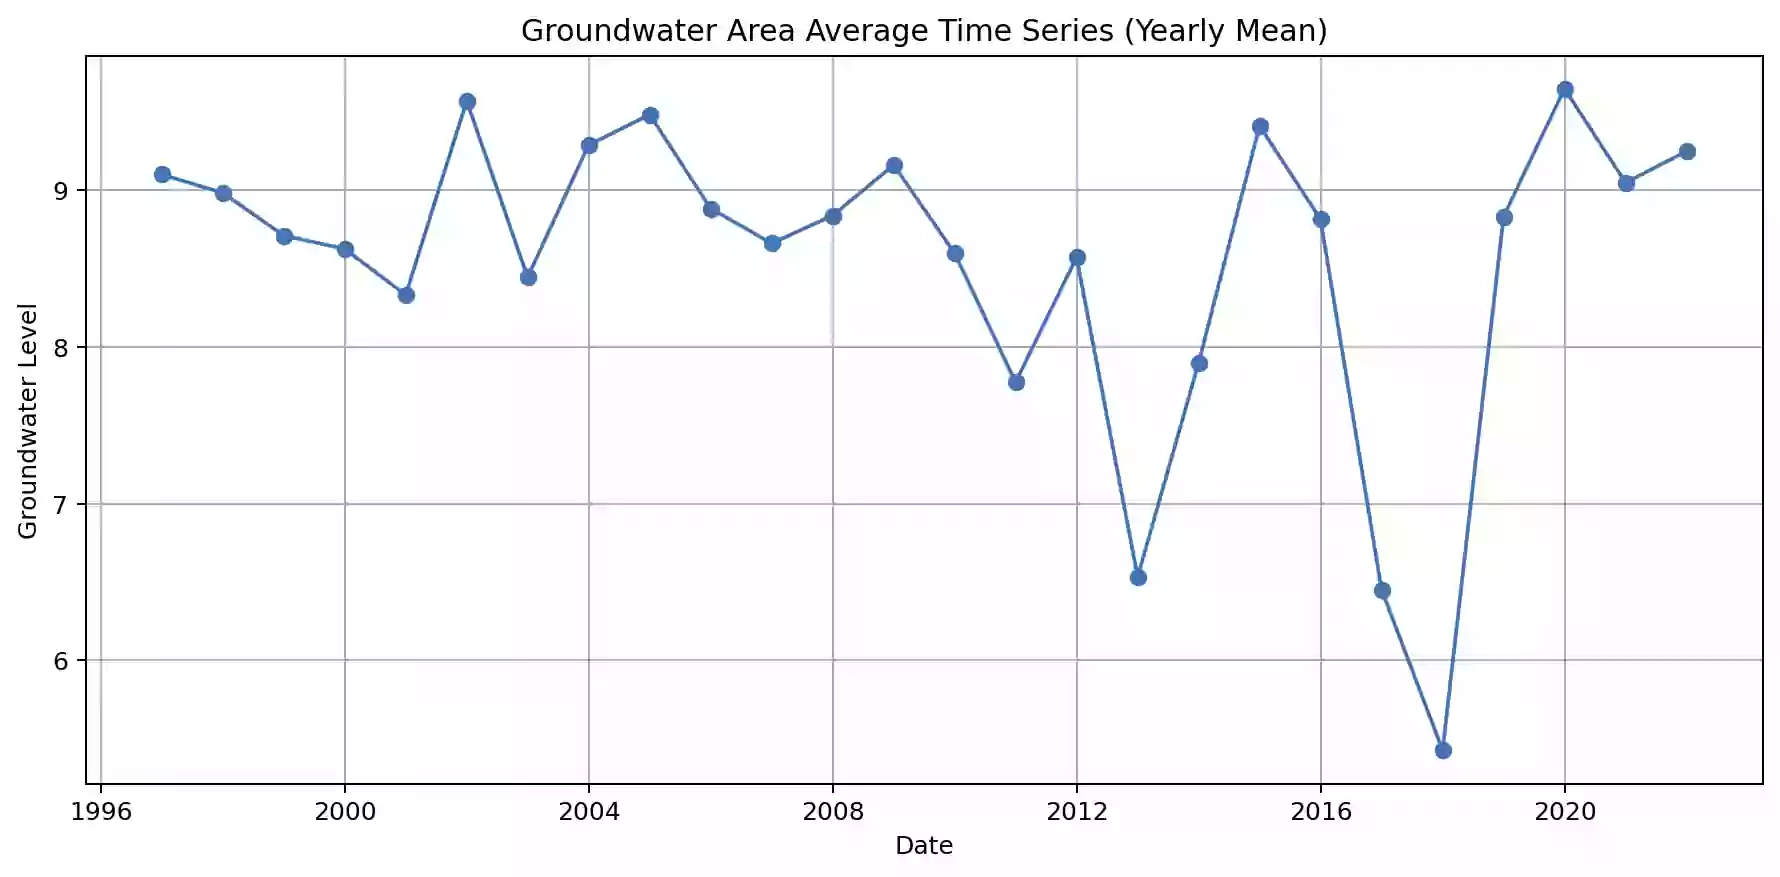 Groundwater Area Average Time Series (Yearly Mean)
Groundwater Level
9
8
7
6
1996 2000 2004 2008 2012 2016 2020
Date